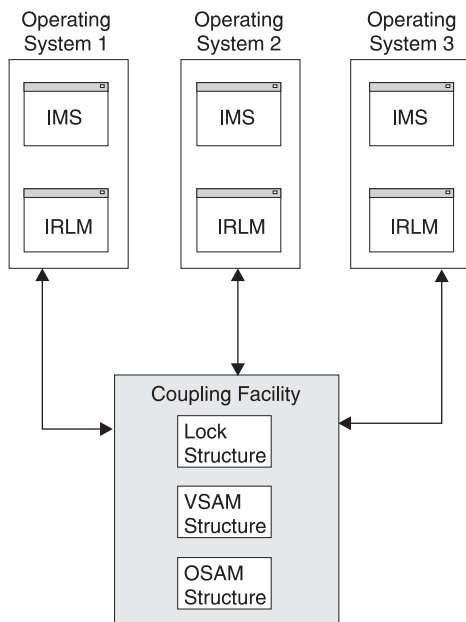 Operating
System 1
Operating
System 2
Operating
System 3
IMS
IMS
IMS
IRLM
IRLM
IRLM
Coupling Facility
Lock
Structure
VSAM
Structure
OSAM
Structure